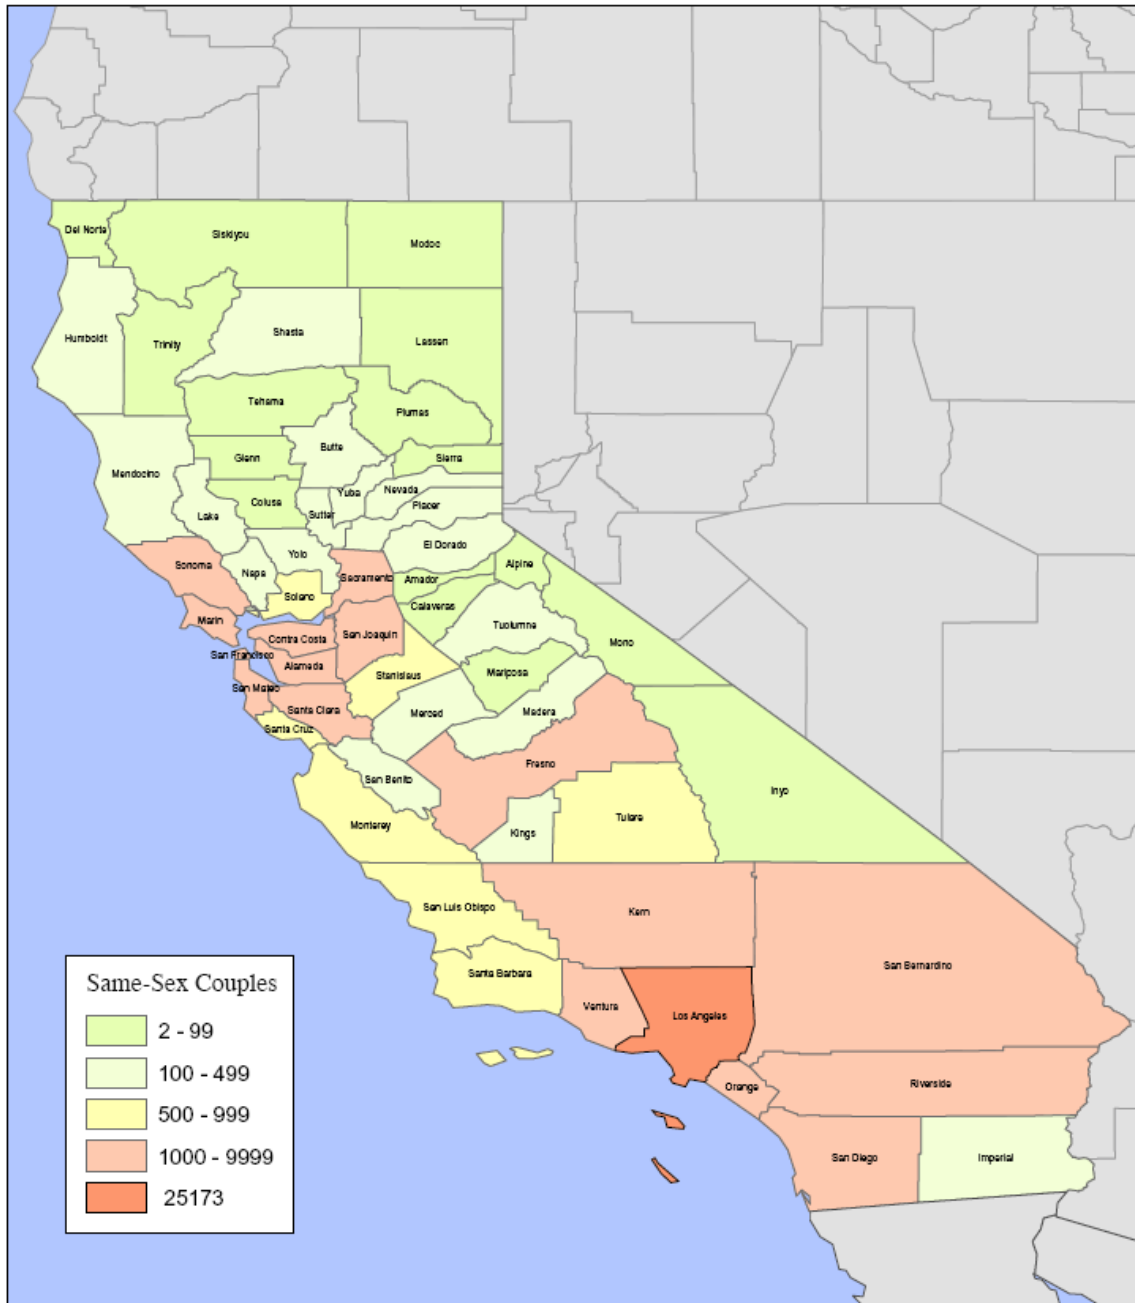 Del Norte
Siskiyou
Modoc
Humboldt
Trinity
Shasta
Lassen
Tehama
Plumas
Mendocino
Glenn
Butte
Sierra
Colusa
Lake
Sutter
Yuba
Nevada
Placer
El Dorado
Sonoma
Napa
Yolo
Sacramento
Amador
Alpine
Solano
Calaveras
Marin
Contra Costa
San Joaquin
Tuolumne
Mono
San Francisco
Alameda
Stanislaus
Mariposa
San Mateo
Santa Clara
Merced
Madera
Santa Cruz
San Benito
Fresno
Inyo
Monterey
Kings
Tulare
San Luis Obispo
Kern
San Bernardino
Santa Barbara
Ventura
Los Angeles
Orange
Riverside
San Diego
Imperial
Same-Sex Couples
2 - 99
100 - 499
500 - 999
1000 - 9999
25173